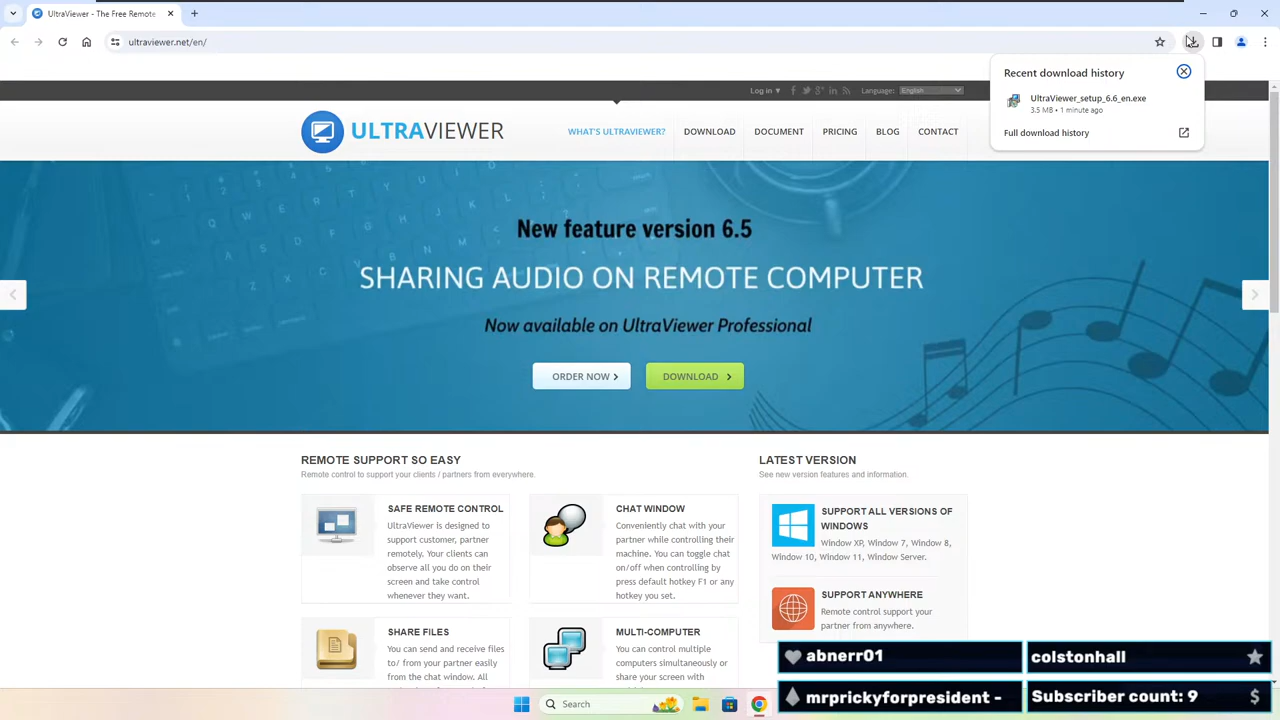 UltraViewer - The Free Remote
ultraviewer.net/en/
Recent download history
UltraViewer_setup_6.6_en.exe
3.5 MB • 1 minute ago
Full download history
Log in ▾
Language:
English
ULTRAVIEWER
WHAT'S ULTRAVIEWER?
DOWNLOAD
DOCUMENT
PRICING
BLOG
CONTACT
New feature version 6.5
SHARING AUDIO ON REMOTE COMPUTER
Now available on UltraViewer Professional
ORDER NOW
DOWNLOAD
REMOTE SUPPORT SO EASY
Remote control to support your clients / partners from everywhere.
SAFE REMOTE CONTROL
UltraViewer is designed to
support customer, partner
remotely. Your clients can
observe all you do on their
screen and take control
whenever they want.
CHAT WINDOW
Conveniently chat with your
partner while controlling their
machine. You can toggle chat
on/off when controlling by
press default hotkey F1 or any
hotkey you set.
SHARE FILES
You can send and receive files
to/ from your partner easily
from the chat window. All
MULTI-COMPUTER
You can control multiple
computers simultaneously or
share your screen with
LATEST VERSION
See new version features and information.
SUPPORT ALL VERSIONS OF
WINDOWS
Window XP, Window 7, Window 8,
Window 10, Window 11, Window Server.
SUPPORT ANYWHERE
Remote control support your
partner from anywhere.
abnerr01
colstonhall
mrprickyforpresident -
Subscriber count: 9
$
Search